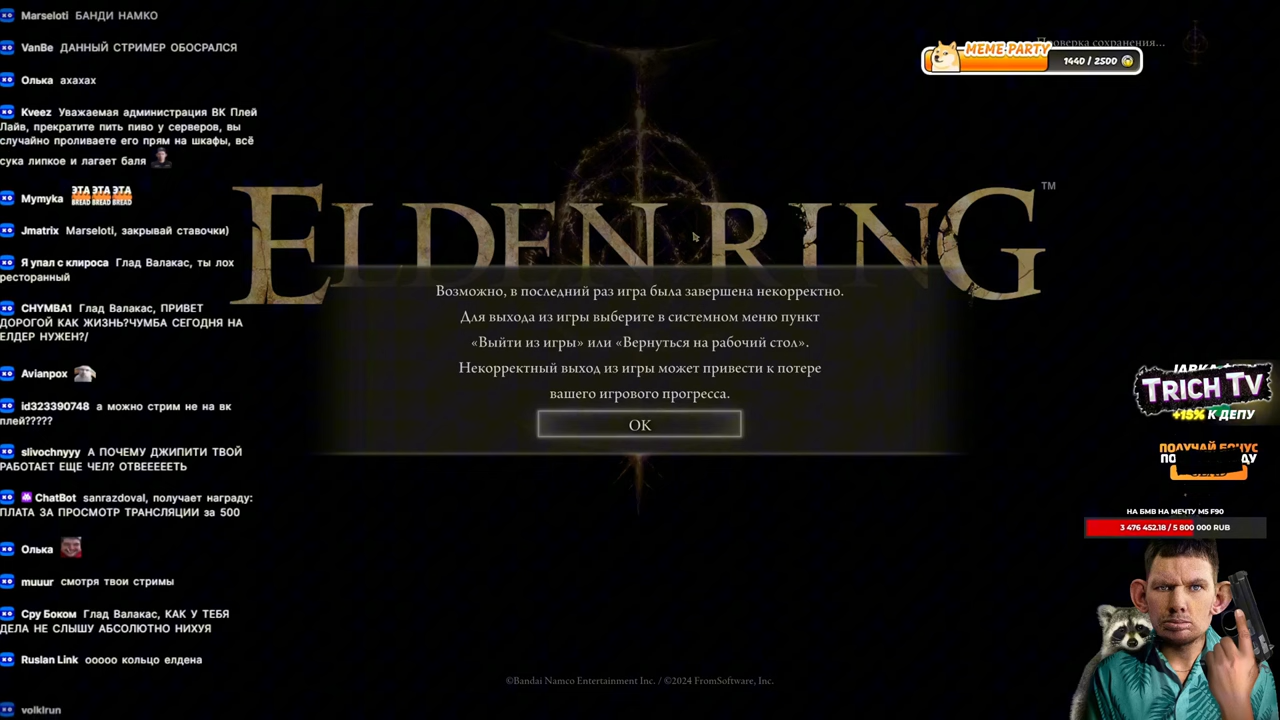 Marseloti БАНДИ НАМКО
VanBe ДАННЫЙ СТРИМЕР ОБОСРАЛСЯ
Олька ахахах
Kveez Уважаемая администрация ВК Плей
Лайв, прекратите пить пиво у серверов, вы
случайно проливаете его прям на шкафы, всё
сука липкое и лагает баля
Mymyka ЭТА ЭТА ЭТА
BREAD BREAD BREAD
Jmatrix Marseloti, закрывай ставочки)
Я упал с клироса Глад Валакас, ты лох
ресторанный
CHYMBA1 Глад Валакас, ПРИВЕТ
ДОРОГОЙ КАК ЖИЗНЬ?ЧУМБА СЕГОДНЯ НА
ЕЛДЕР НУЖЕН?/
Avianpox
id323390748 а можно стрим не на вк
плей?????
slivochnyyy А ПОЧЕМУ ДЖИПИТИ ТВОЙ
РАБОТАЕТ ЕЩЕ ЧЕЛ? ОТВЕЕЕЕЕТЬ
ChatBot sanrazdoval, получает награду:
ПЛАТА ЗА ПРОСМОТР ТРАНСЛЯЦИИ за 500
Олька
muuur смотря твои стримы
Сру Боком Глад Валакас, КАК У ТЕБЯ
ДЕЛА НЕ СЛЫШУ АБСОЛЮТНО НИХУЯ
Ruslan Link ооооо кольцо елдена
volklrun
Проверка сохранения...
MEME-PARTY
1440 / 2500
ELDEN RING™
Возможно, в последний раз игра была завершена некорректно.
Для выхода из игры выберите в системном меню пункт
«Выйти из игры» или «Вернуться на рабочий стол».
Некорректный выход из игры может привести к потере
вашего игрового прогресса.
OK
TRICH TV
+15% К ДЕПУ
ПОЛУЧАЙ БОНУС
НА БМВ НА МЕЧТУ M5 F90
3 476 452.18 / 5 800 000 RUB
©Bandai Namco Entertainment Inc. / ©2024 FromSoftware, Inc.